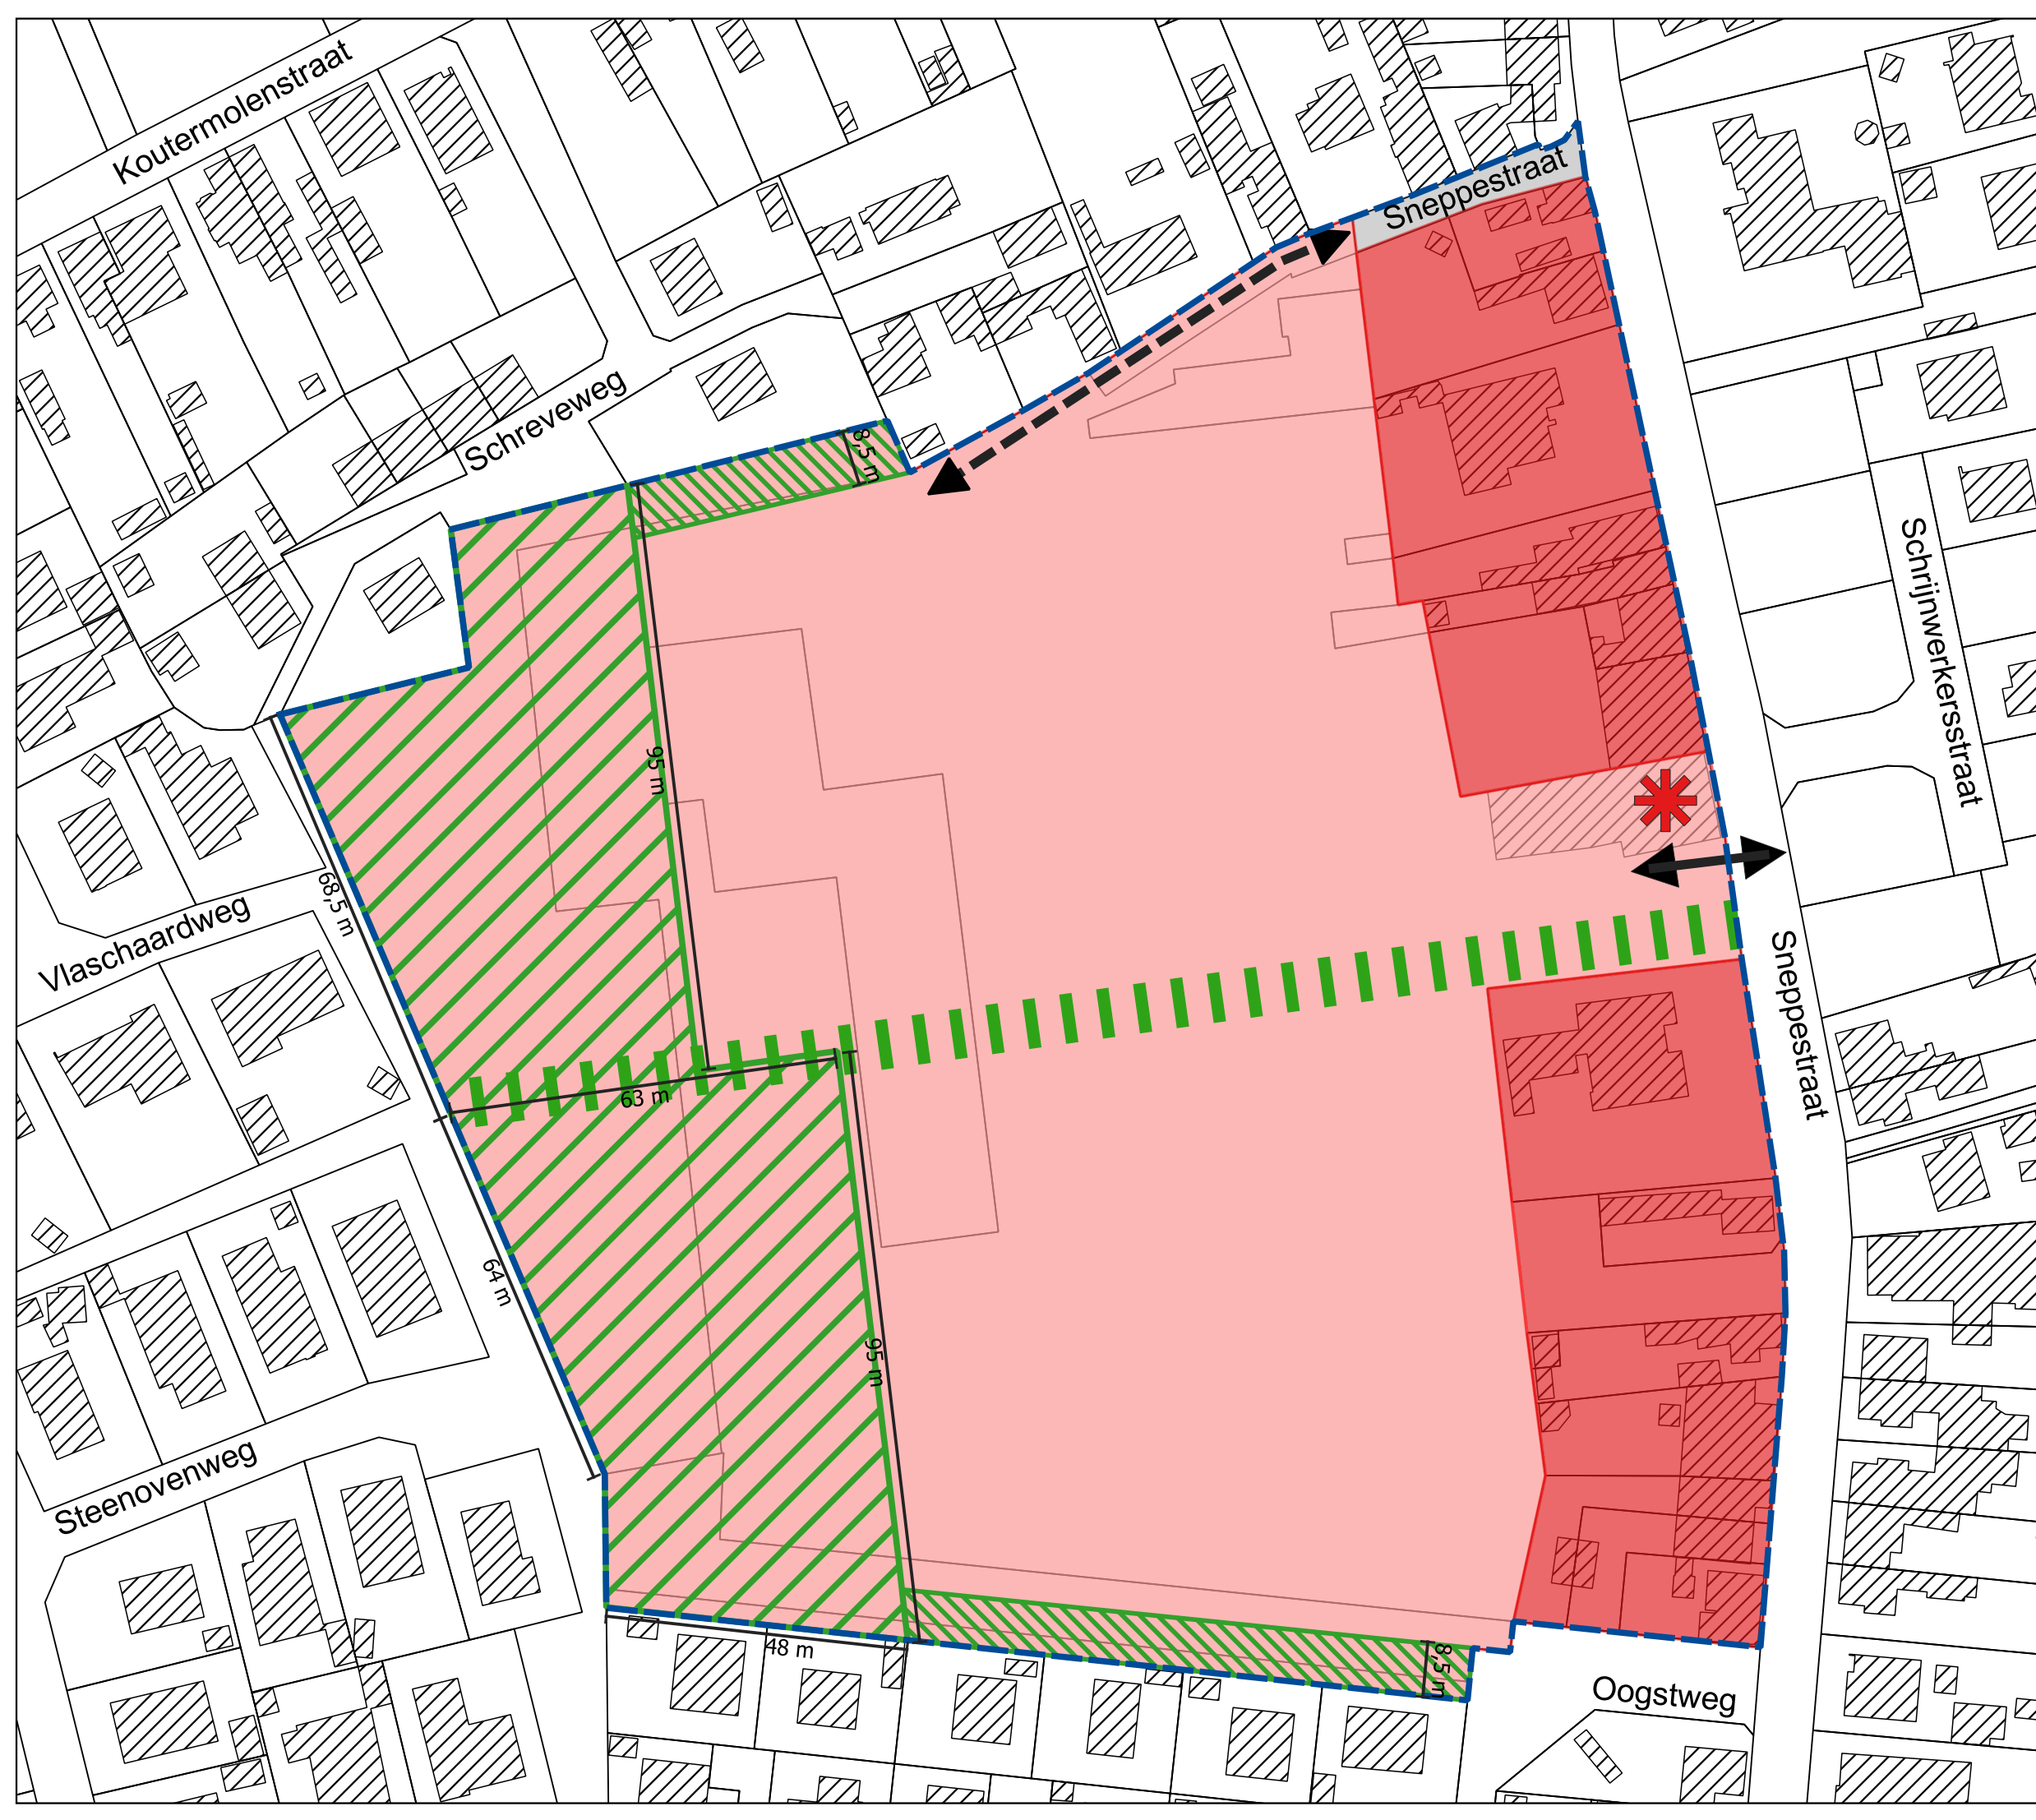 Koutermolenstraat
Sneppestraat
Schreveweg
8,5 m
Schrijnwerkersstraat
95 m
68,5 m
Vlaschaardweg
Sneppestraat
63 m
64 m
95 m
Steenovenweg
48 m
8,5 m
Oogstweg